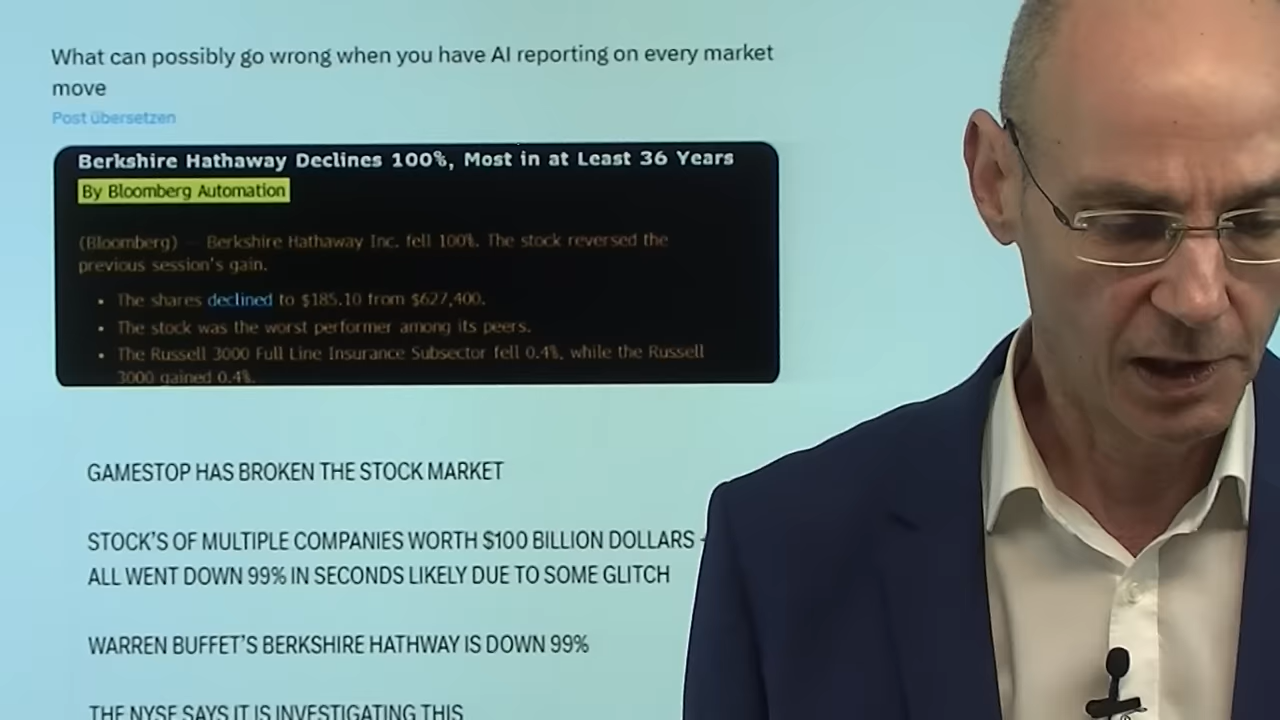 What can possibly go wrong when you have AI reporting on every market
move
Post übersetzen
Berkshire Hathaway Declines 100%, Most in at Least 36 Years
By Bloomberg Automation
(Bloomberg) — Berkshire Hathaway Inc. fell 100%. The stock reversed the
previous session's gain.
• The shares declined to $185.10 from $627,400.
• The stock was the worst performer among its peers.
• The Russell 3000 Full Line Insurance Subsector fell 0.4%, while the Russell
3000 gained 0.4%.
GAMESTOP HAS BROKEN THE STOCK MARKET
STOCK'S OF MULTIPLE COMPANIES WORTH $100 BILLION DOLLARS -
ALL WENT DOWN 99% IN SECONDS LIKELY DUE TO SOME GLITCH
WARREN BUFFET'S BERKSHIRE HATHWAY IS DOWN 99%
THE NYSE SAYS IT IS INVESTIGATING THIS